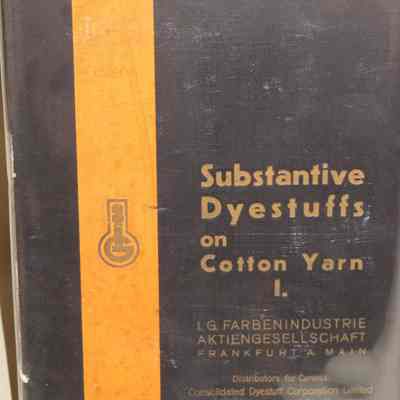 Substantive
Dyestuffs
on
Cotton Yarn
I.
I.G. FARBENINDUSTRIE
AKTIENGESELLSCHAFT
FRANKFURT A. MAIN
Distributors for Canada:
Consolidated Dyestuff Corporation Limited